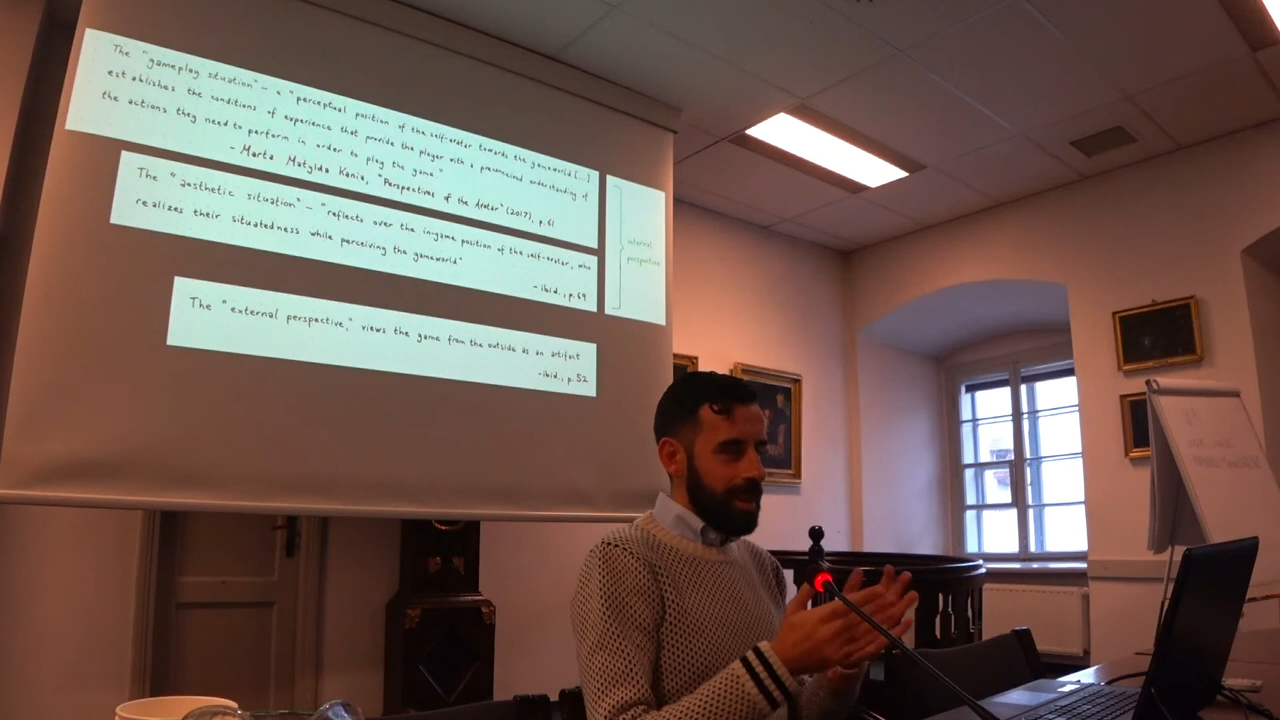 The "gameplay situation" – a "perceptual position of the self-avatar towards the gameworld [...]
establishes the conditions of experience that provide the player with a preconceived understanding of
the actions they need to perform in order to play the game."
- Marta Matylda Kania, "Perspectives of the Avatar" (2017), p. 61
The "aesthetic situation" – "reflects over the in-game position of the self-avatar, who
realizes their situatedness while perceiving the gameworld"
- ibid., p. 69
internal
perspective
The "external perspective," views the game from the outside as an artifact
-ibid., p. 52